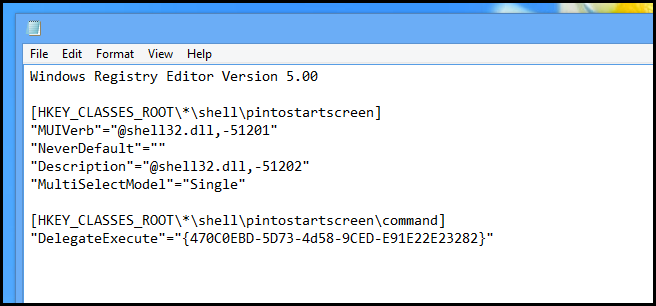 File Edit Format View Help
Windows Registry Editor Version 5.00
[HKEY_CLASSES_ROOT\*\shell\pintostartscreen]
"MUIVerb"="@shell32.dll,-51201"
"NeverDefault"=""
"Description"="@shell32.dll,-51202"
"MultiSelectModel"="Single"
[HKEY_CLASSES_ROOT\*\shell\pintostartscreen\command]
"DelegateExecute"="{470C0EBD-5D73-4d58-9CED-E91E22E23282}"